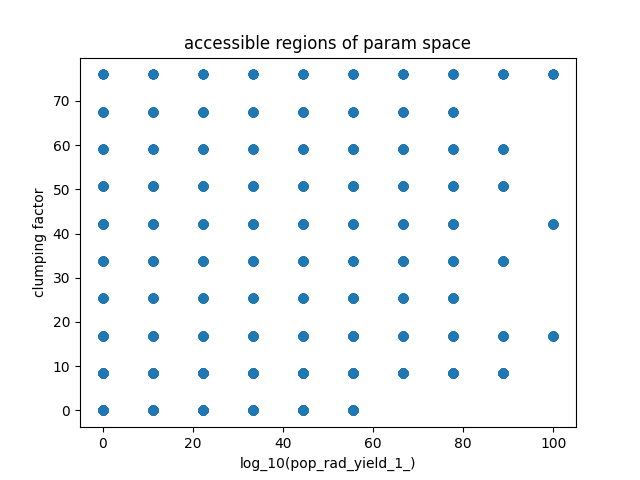 accessible regions of param space
clumping factor
70
60
50
40
30
20
10
0
0 20 40 60 80 100
log_10(pop_rad_yield_1_)